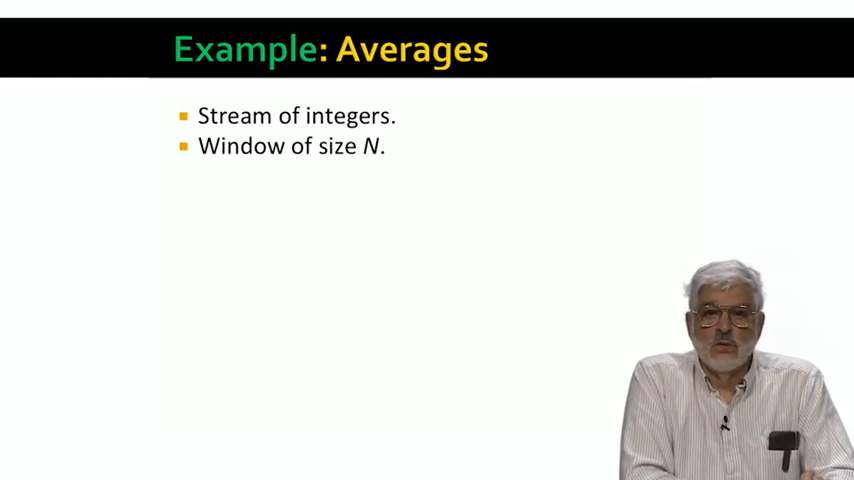 Example: Averages
Stream of integers.
Window of size N.